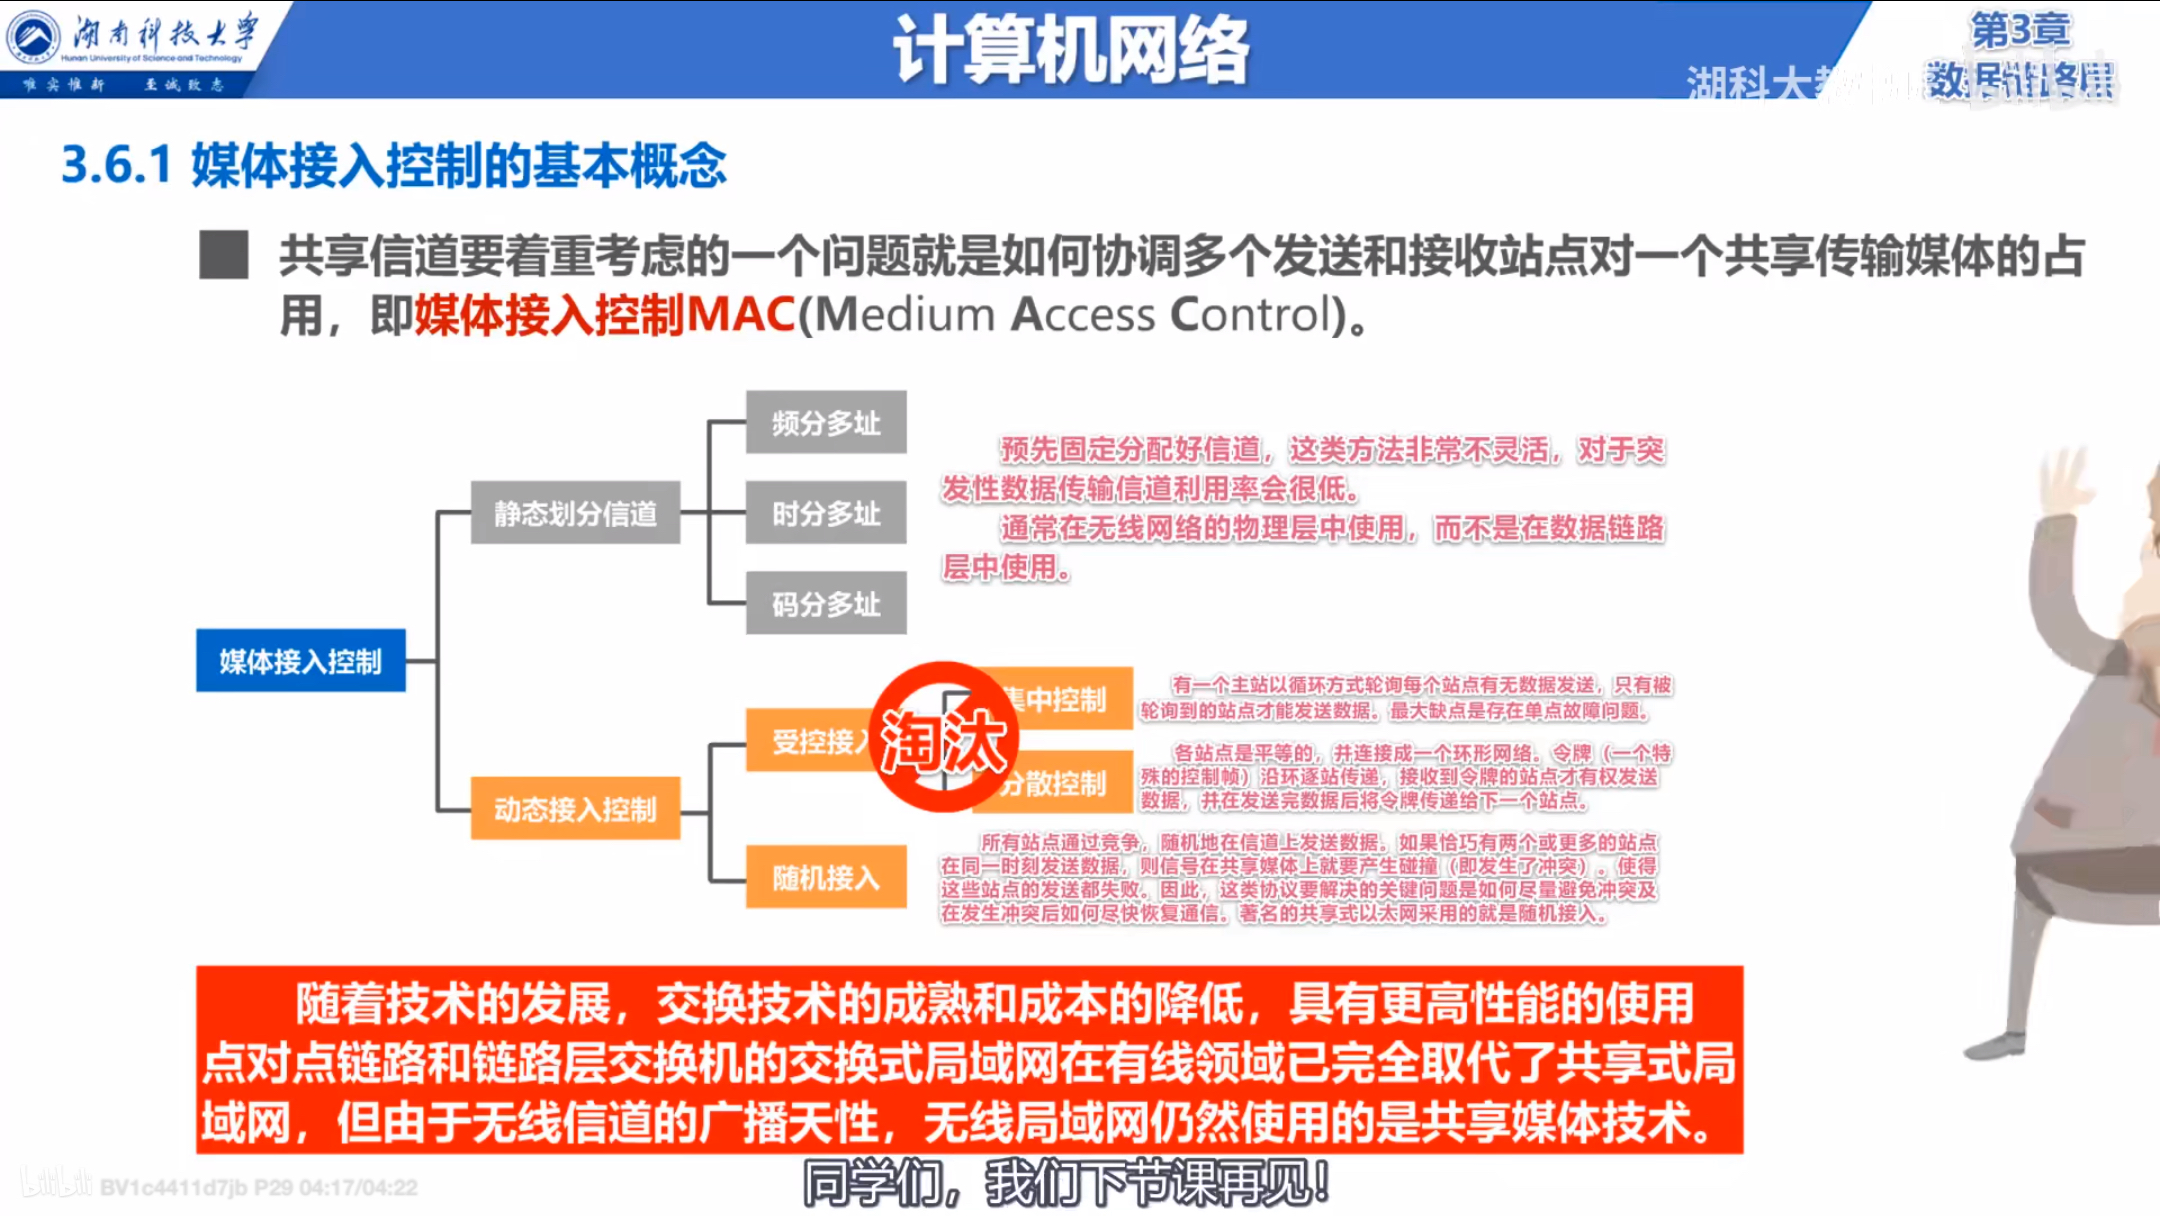 湖南科技大学
Hunan University of Science and Technology
唯实惟新 至诚致志
计算机网络
第3章
数据链路层
湖科大教
3.6.1 媒体接入控制的基本概念
共享信道要着重考虑的一个问题就是如何协调多个发送和接收站点对一个共享传输媒体的占
用，即媒体接入控制MAC(Medium Access Control)。
频分多址
静态划分信道
时分多址
码分多址
预先固定分配好信道，这类方法非常不灵活，对于突
发性数据传输信道利用率会很低。
通常在无线网络的物理层中使用，而不是在数据链路
层中使用。
媒体接入控制
动态接入控制
受控接入
淘汰
集中控制
有一个主站以循环方式轮询每个站点有无数据发送，只有被
轮询到的站点才能发送数据。最大缺点是存在单点故障问题。
分散控制
各站点是平等的，并连接成一个环形网络。令牌（一个特
殊的控制帧）沿环逐站传递，接收到令牌的站点才有权发送
数据，并在发送完数据后将令牌传递给下一个站点。
随机接入
所有站点通过竞争，随机地在信道上发送数据。如果恰巧有两个或更多的站点
在同一时刻发送数据，则信号在共享媒体上就要产生碰撞（即发生了冲突）。使得
这些站点的发送都失败。因此，这类协议要解决的关键问题是如何尽量避免冲突及
在发生冲突后如何尽快恢复通信。著名的共享式以太网采用的就是随机接入。
随着技术的发展，交换技术的成熟和成本的降低，具有更高性能的使用
点对点链路和链路层交换机的交换式局域网在有线领域已完全取代了共享式局
域网，但由于无线信道的广播天性，无线局域网仍然使用的是共享媒体技术。
同学们，我们下节课再见！
bilibili BV1c4411d7jb P29 04:17/04:22